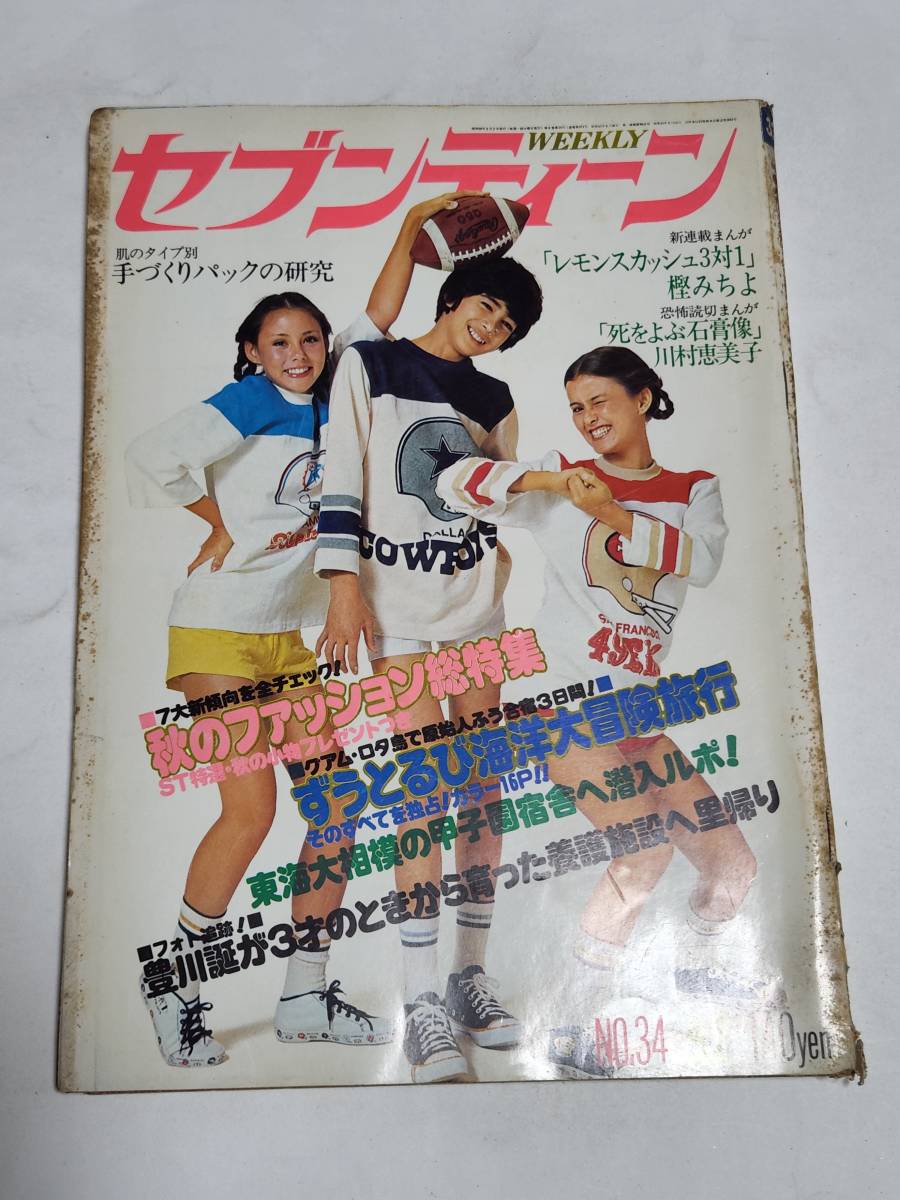 WEEKLY
セブンティーン
肌のタイプ別
手づくりパックの研究
新連載まんが
「レモンスカッシュ3対1」
樫みちよ
恐怖読切まんが
「死をよぶ石膏像」
川村恵美子
DOLLA
COWBOYS
SAN FRANCISCO
49ER
■7大新傾向を全チェック!
秋のファッション総特集
ST特選・秋の小物プレゼントつき
■グアム・ロタ島で原始人ふう合宿3日間!■
ずうとるび海洋大冒険旅行
そのすべてを独占!カラー16P!!
東海大相模の甲子園宿舎へ潜入ルポ!
■フォト追跡!■
豊川誕が3才のときから育った養護施設へ里帰り
NO.34
yen